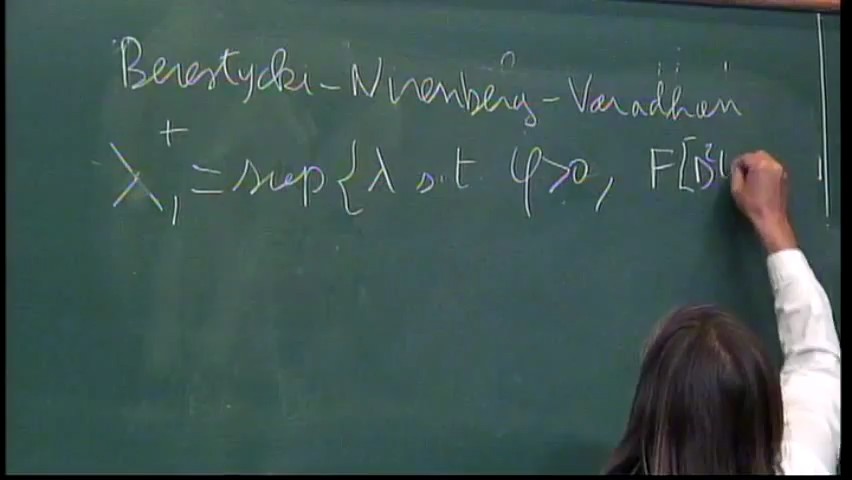 Berestycki-Nirenberg-Varadhan
λ₁⁺ = sup { λ s.t. φ>0, F[D²